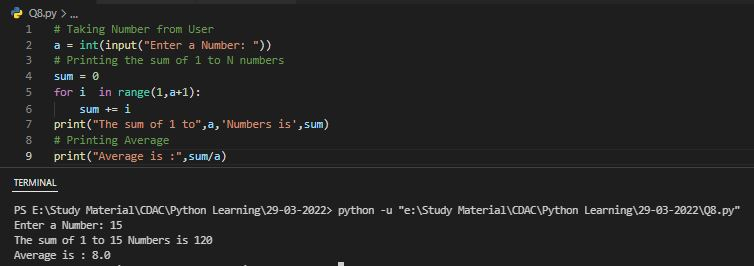 Q8.py > ...
1 # Taking Number from User
2 a = int(input("Enter a Number: "))
3 # Printing the sum of 1 to N numbers
4 sum = 0
5 for i  in range(1,a+1):
6     sum += i
7 print("The sum of 1 to",a,'Numbers is',sum)
8 # Printing Average
9 print("Average is :",sum/a)
TERMINAL
PS E:\Study Material\CDAC\Python Learning\29-03-2022> python -u "e:\Study Material\CDAC\Python Learning\29-03-2022\Q8.py"
Enter a Number: 15
The sum of 1 to 15 Numbers is 120
Average is : 8.0